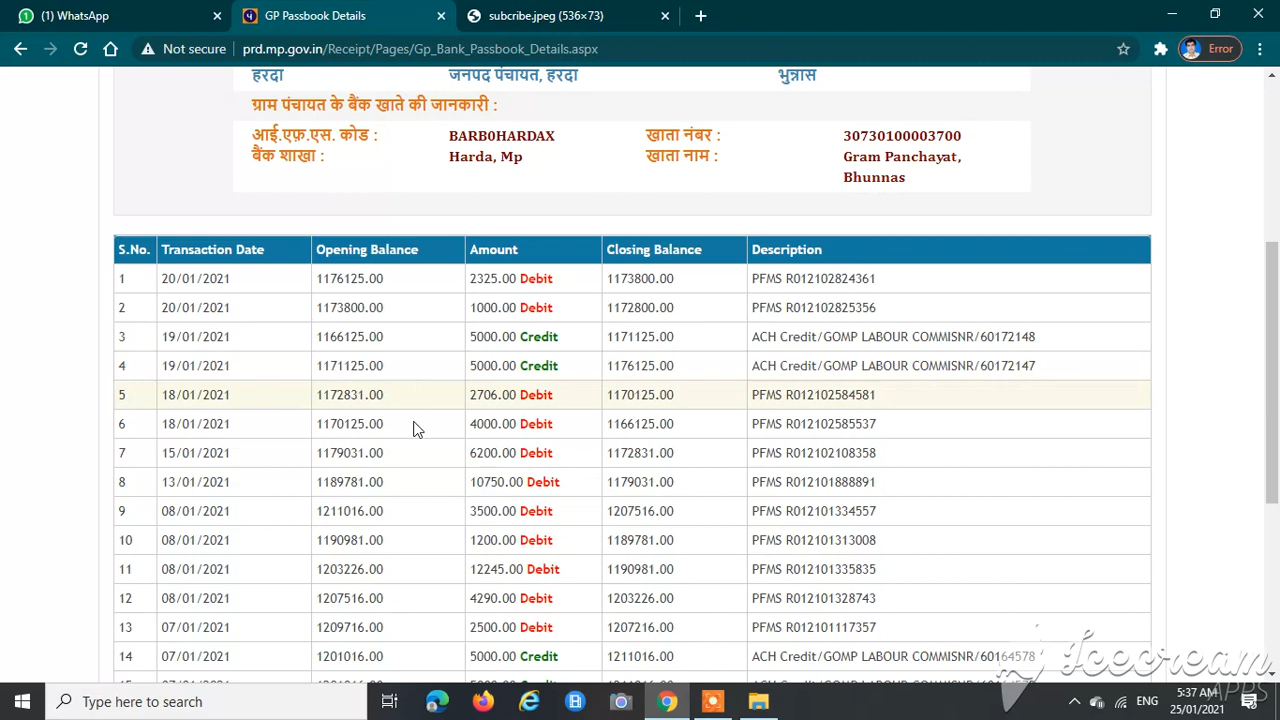 (1) WhatsApp
GP Passbook Details
subcribe.jpeg (536×73)
Not secure
prd.mp.gov.in/Receipt/Pages/Gp_Bank_Passbook_Details.aspx
Error
हरदा जनपद पंचायत, हरदा भुन्नास
ग्राम पंचायत के बैंक खाते की जानकारी :
आई.एफ़.एस. कोड : BARB0HARDAX खाता नंबर : 30730100003700
बैंक शाखा : Harda, Mp खाता नाम : Gram Panchayat,
Bhunnas
S.No. Transaction Date Opening Balance Amount Closing Balance Description
1 20/01/2021 1176125.00 2325.00 Debit 1173800.00 PFMS R012102824361
2 20/01/2021 1173800.00 1000.00 Debit 1172800.00 PFMS R012102825356
3 19/01/2021 1166125.00 5000.00 Credit 1171125.00 ACH Credit/GOMP LABOUR COMMISNR/60172148
4 19/01/2021 1171125.00 5000.00 Credit 1176125.00 ACH Credit/GOMP LABOUR COMMISNR/60172147
5 18/01/2021 1172831.00 2706.00 Debit 1170125.00 PFMS R012102584581
6 18/01/2021 1170125.00 4000.00 Debit 1166125.00 PFMS R012102585537
7 15/01/2021 1179031.00 6200.00 Debit 1172831.00 PFMS R012102108358
8 13/01/2021 1189781.00 10750.00 Debit 1179031.00 PFMS R012101888891
9 08/01/2021 1211016.00 3500.00 Debit 1207516.00 PFMS R012101334557
10 08/01/2021 1190981.00 1200.00 Debit 1189781.00 PFMS R012101313008
11 08/01/2021 1203226.00 12245.00 Debit 1190981.00 PFMS R012101335835
12 08/01/2021 1207516.00 4290.00 Debit 1203226.00 PFMS R012101328743
13 07/01/2021 1209716.00 2500.00 Debit 1207216.00 PFMS R012101117357
14 07/01/2021 1201016.00 5000.00 Credit 1211016.00 ACH Credit/GOMP LABOUR COMMISNR/60164578
Icecream
APPS
Type here to search
ENG
5:37 AM
25/01/2021